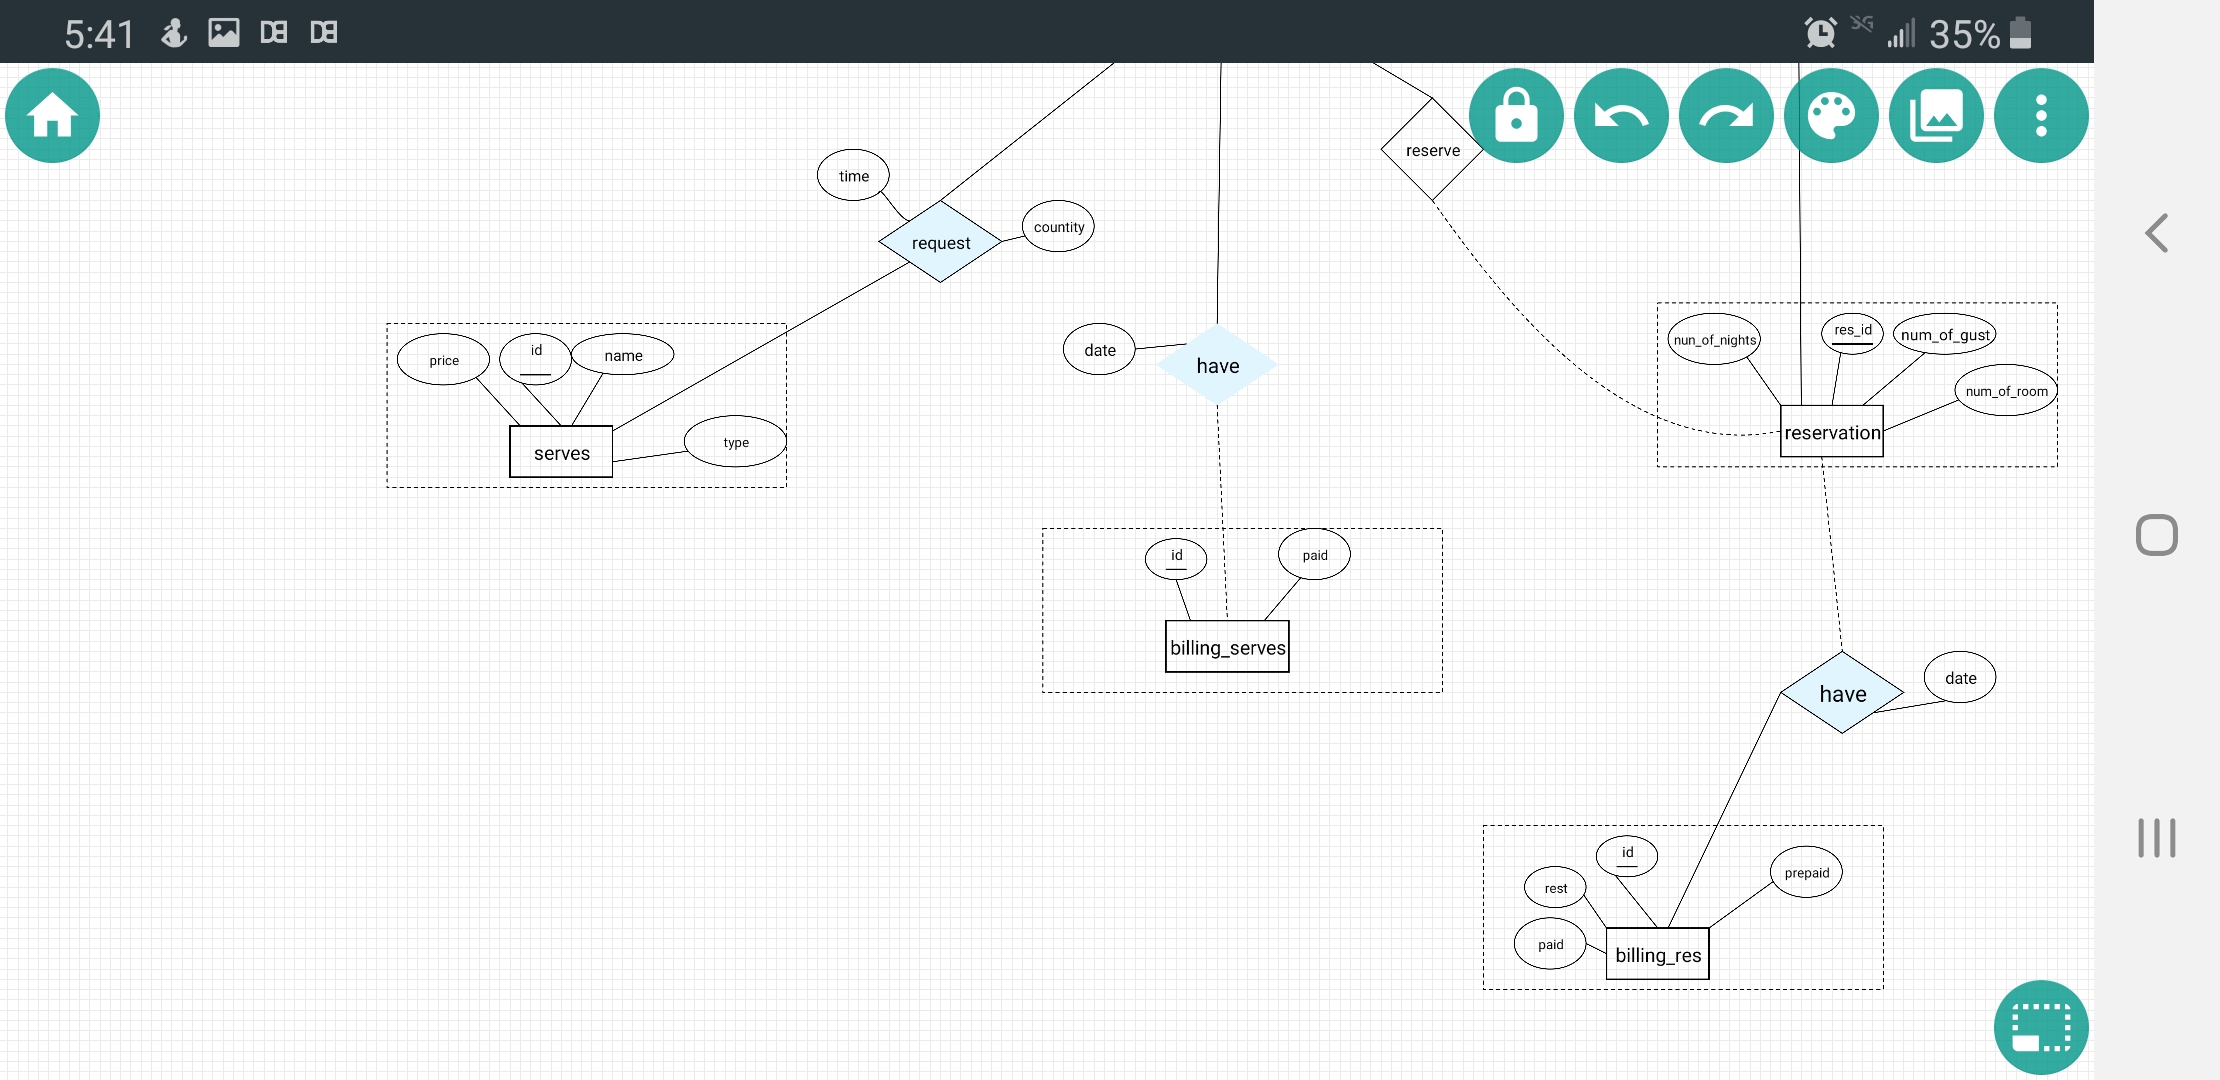 5:41
35%
reserve
time
countity
request
price
id
name
type
serves
date
have
nun_of_nights
res_id
num_of_gust
num_of_room
reservation
id
paid
billing_serves
have
date
id
rest
prepaid
paid
billing_res